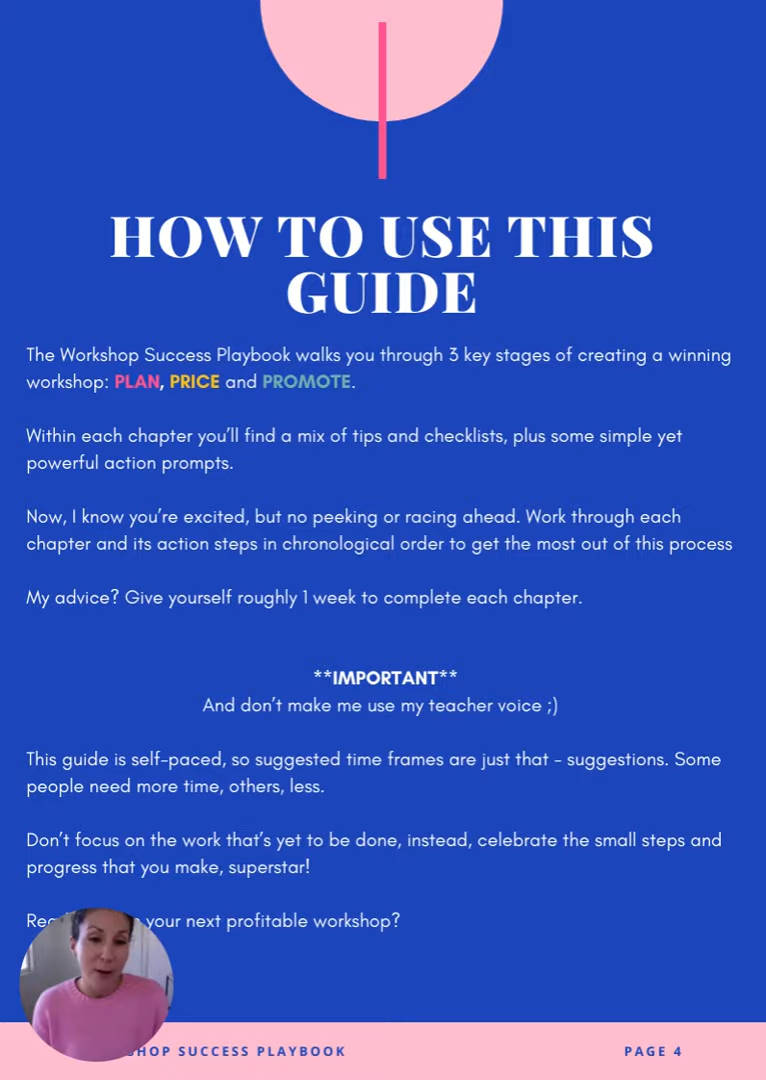 HOW TO USE THIS
GUIDE
The Workshop Success Playbook walks you through 3 key stages of creating a winning
workshop: PLAN, PRICE and PROMOTE.
Within each chapter you'll find a mix of tips and checklists, plus some simple yet
powerful action prompts.
Now, I know you're excited, but no peeking or racing ahead. Work through each
chapter and its action steps in chronological order to get the most out of this process
My advice? Give yourself roughly 1 week to complete each chapter.
**IMPORTANT**
And don't make me use my teacher voice ;)
This guide is self-paced, so suggested time frames are just that - suggestions. Some
people need more time, others, less.
Don't focus on the work that's yet to be done, instead, celebrate the small steps and
progress that you make, superstar!
your next profitable workshop?
SUCCESS PLAYBOOK
PAGE 4